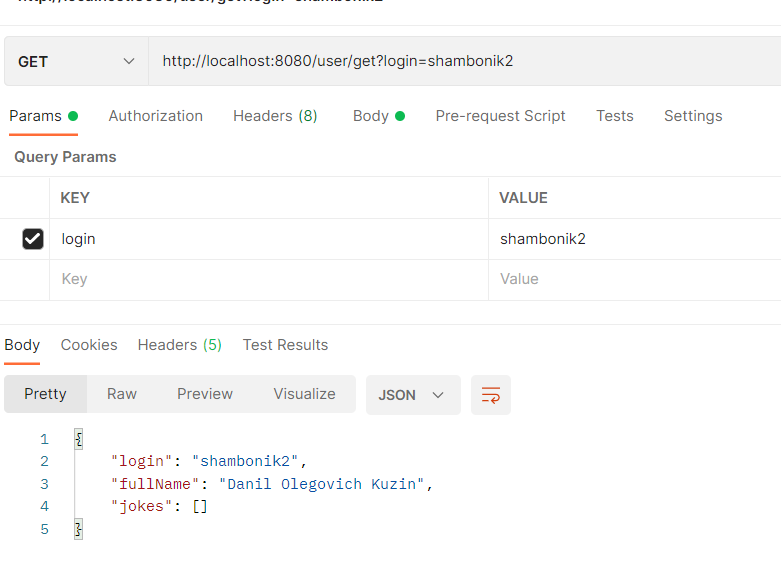 GET http://localhost:8080/user/get?login=shambonik2
Params Authorization Headers (8) Body Pre-request Script Tests Settings
Query Params
KEY VALUE
login shambonik2
Key Value
Body Cookies Headers (5) Test Results
Pretty Raw Preview Visualize JSON
1 {
2 "login": "shambonik2",
3 "fullName": "Danil Olegovich Kuzin",
4 "jokes": []
5 }